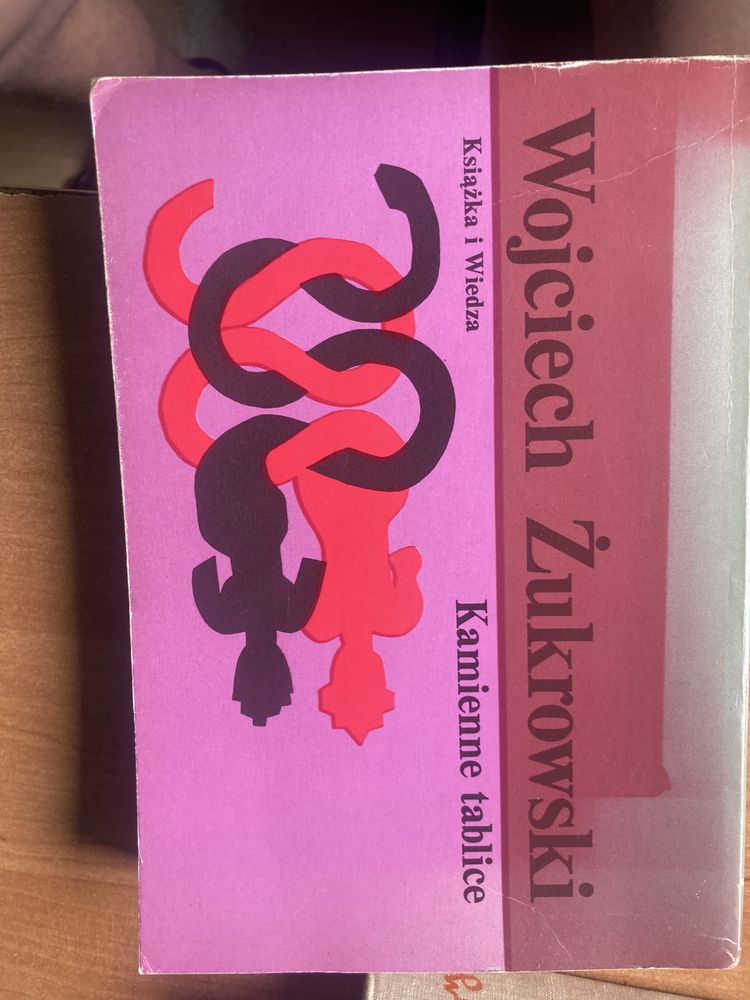 Wojciech Żukrowski
Kamienne tablice
Książka i Wiedza